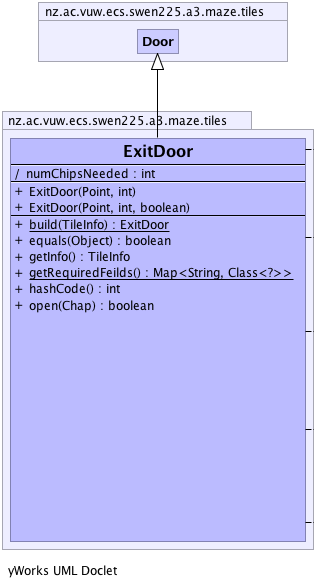 nz.ac.vuw.ecs.swen225.a3.maze.tiles
Door
nz.ac.vuw.ecs.swen225.a3.maze.tiles
ExitDoor
/ numChipsNeeded : int
+ ExitDoor(Point, int)
+ ExitDoor(Point, int, boolean)
+ build(TileInfo) : ExitDoor
+ equals(Object) : boolean
+ getInfo() : TileInfo
+ getRequiredFeilds() : Map<String, Class<?>>
+ hashCode() : int
+ open(Chap) : boolean
yWorks UML Doclet